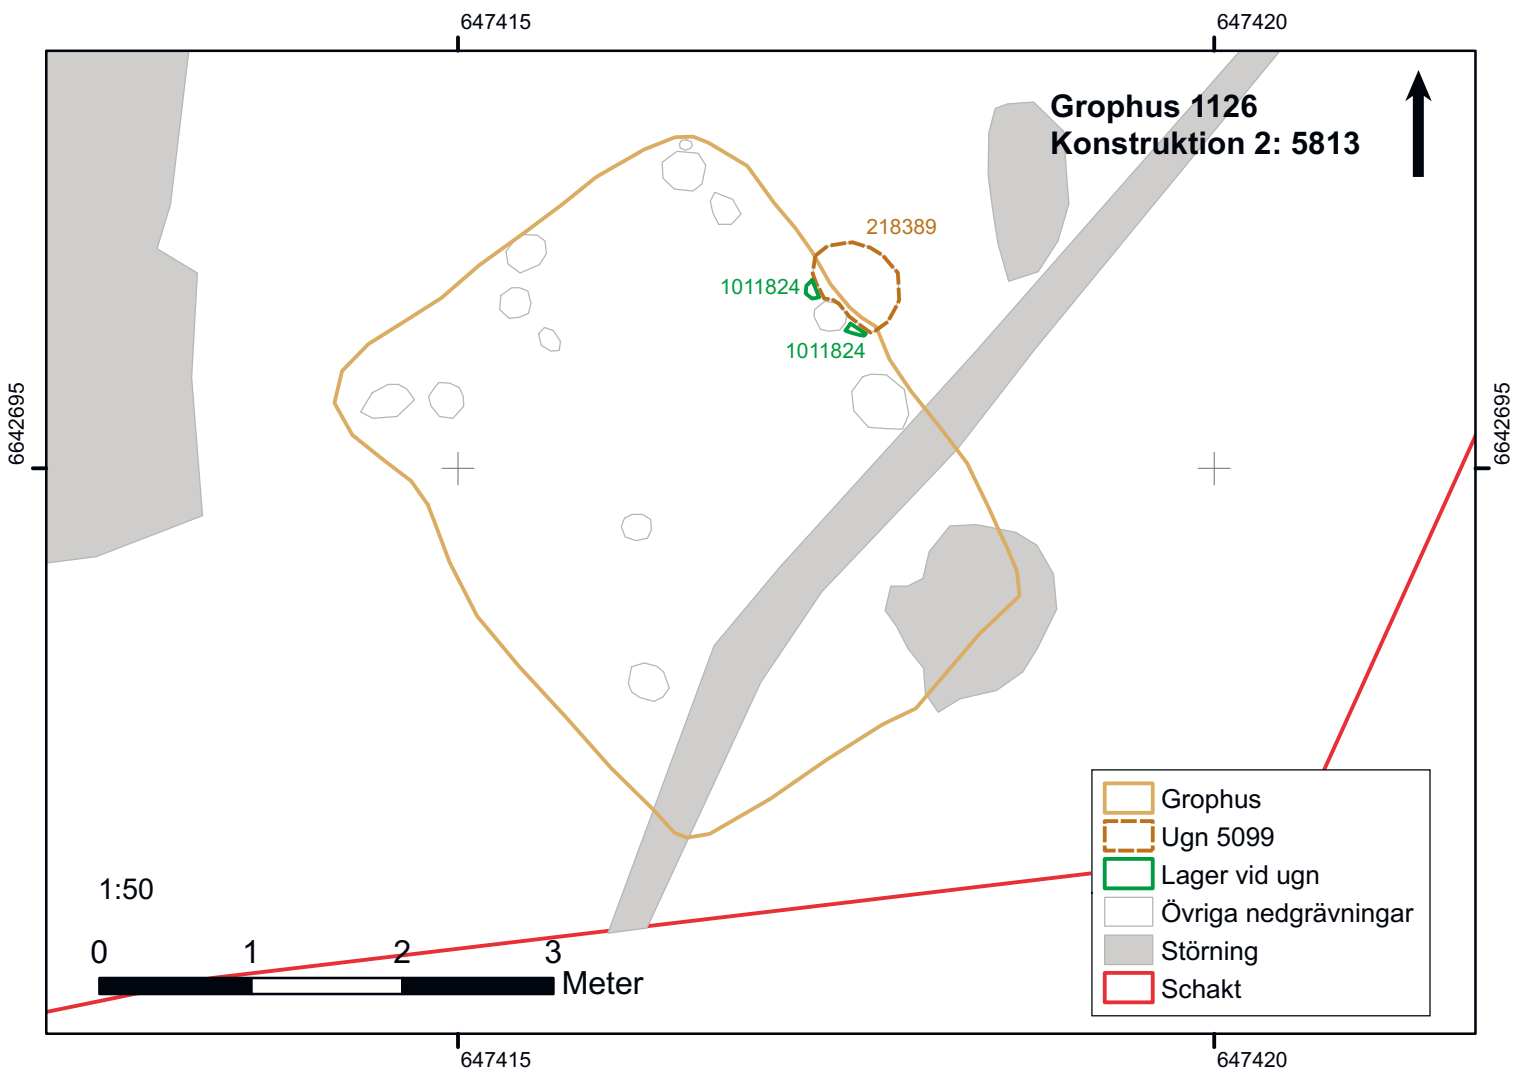 647415
647420
Grophus 1126
Konstruktion 2: 5813
218389
1011824
1011824
6642695
6642695
Grophus
Ugn 5099
Lager vid ugn
Övriga nedgrävningar
Störning
Schakt
1:50
0 1 2 3
Meter
647415
647420